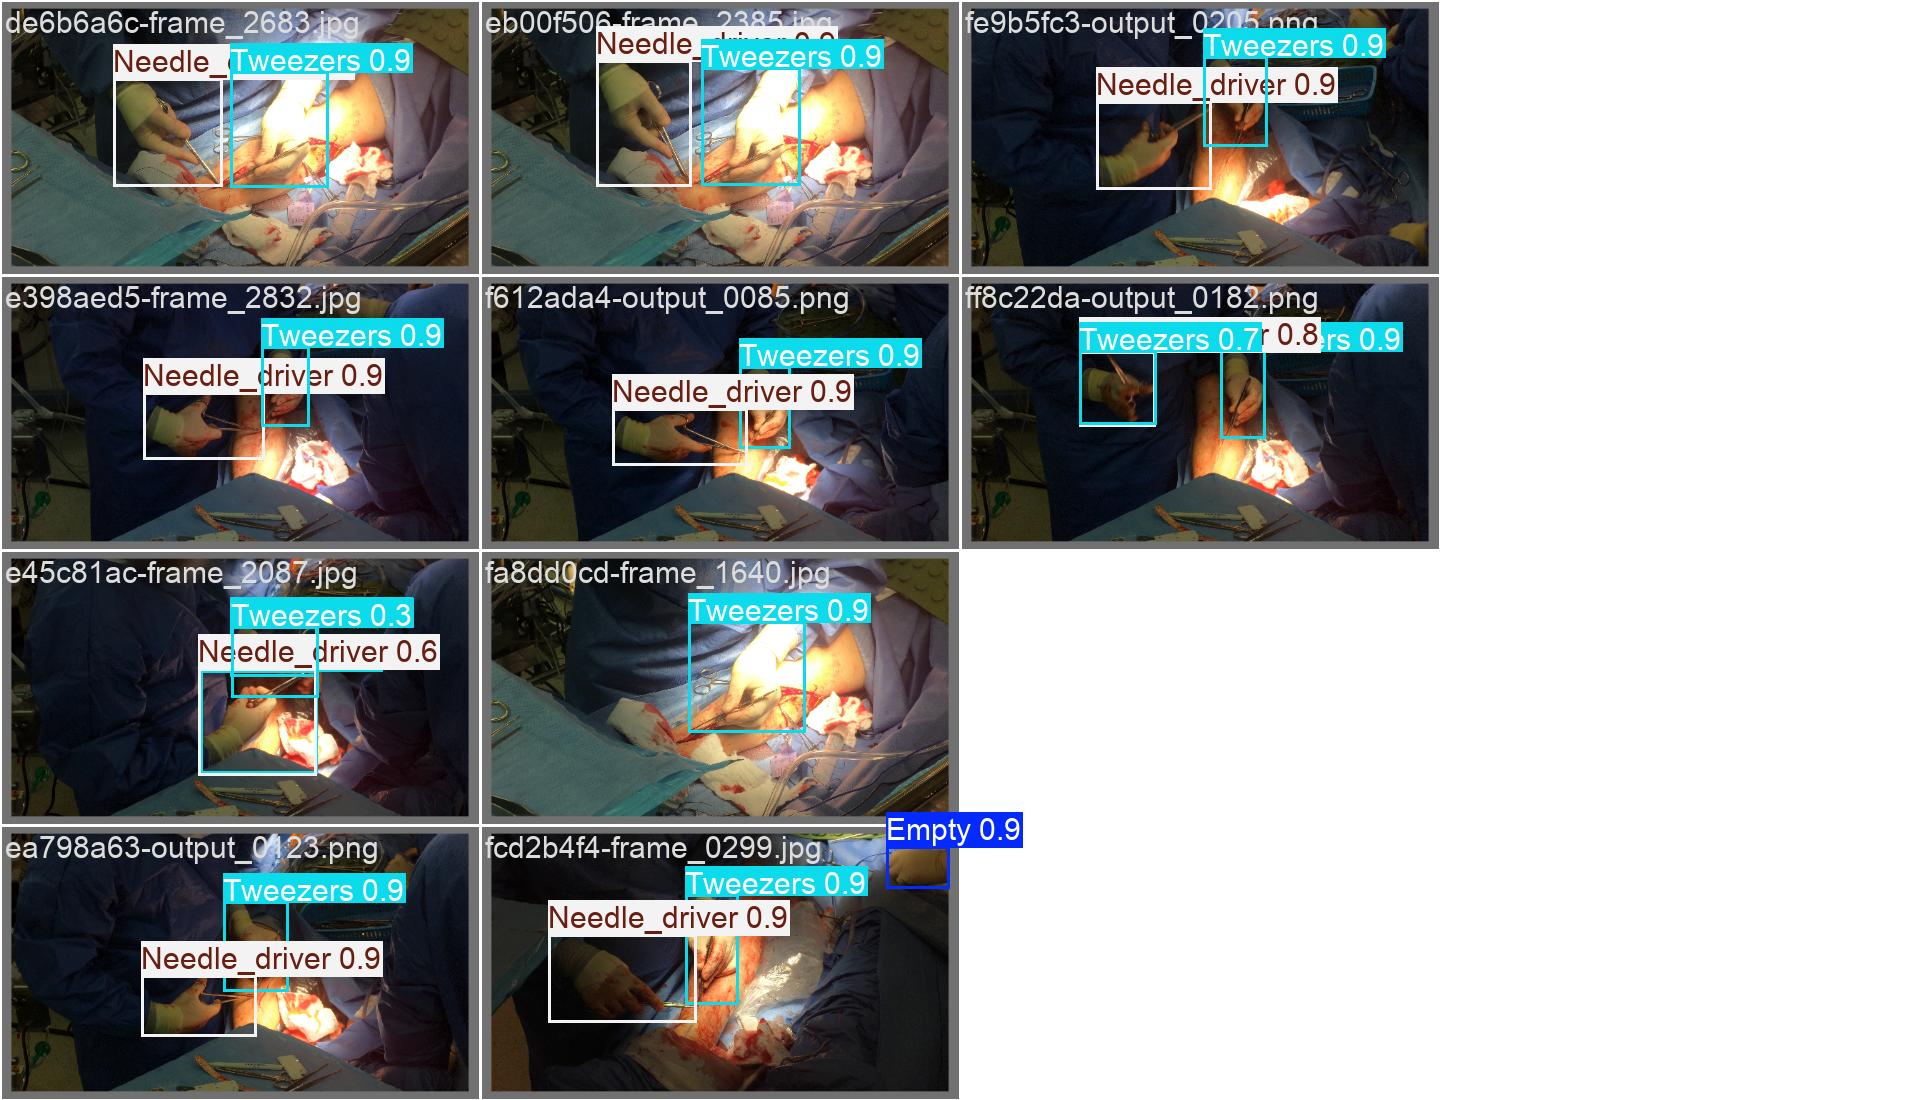 de6b6a6c-frame_2683.jpg
Tweezers 0.9
eb00f506-frame_2385.jpg
Needle_driver 0.9
Tweezers 0.9
fe9b5fc3-output_0205.png
Tweezers 0.9
Needle_driver 0.9
e398aed5-frame_2832.jpg
Tweezers 0.9
Needle_driver 0.9
f612ada4-output_0085.png
Tweezers 0.9
Needle_driver 0.9
ff8c22da-output_0182.png
Tweezers 0.7
r 0.8
ers 0.9
e45c81ac-frame_2087.jpg
Tweezers 0.3
Needle_driver 0.6
fa8dd0cd-frame_1640.jpg
Tweezers 0.9
ea798a63-output_0123.png
Tweezers 0.9
Needle_driver 0.9
fcd2b4f4-frame_0299.jpg
Empty 0.9
Tweezers 0.9
Needle_driver 0.9